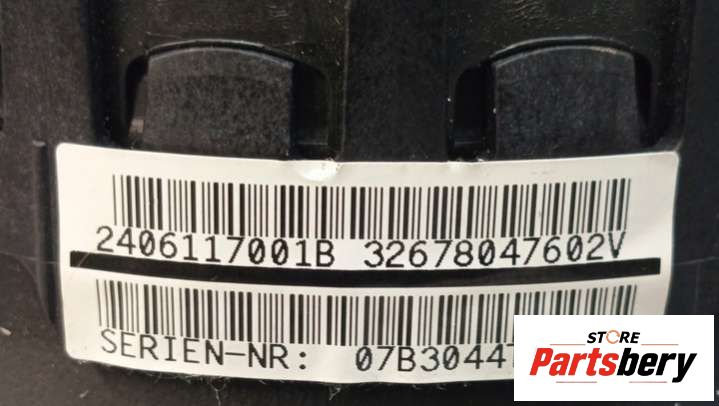 2406117001B 32678047602V
SERIEN-NR: 07B3044
STORE
Partsbery